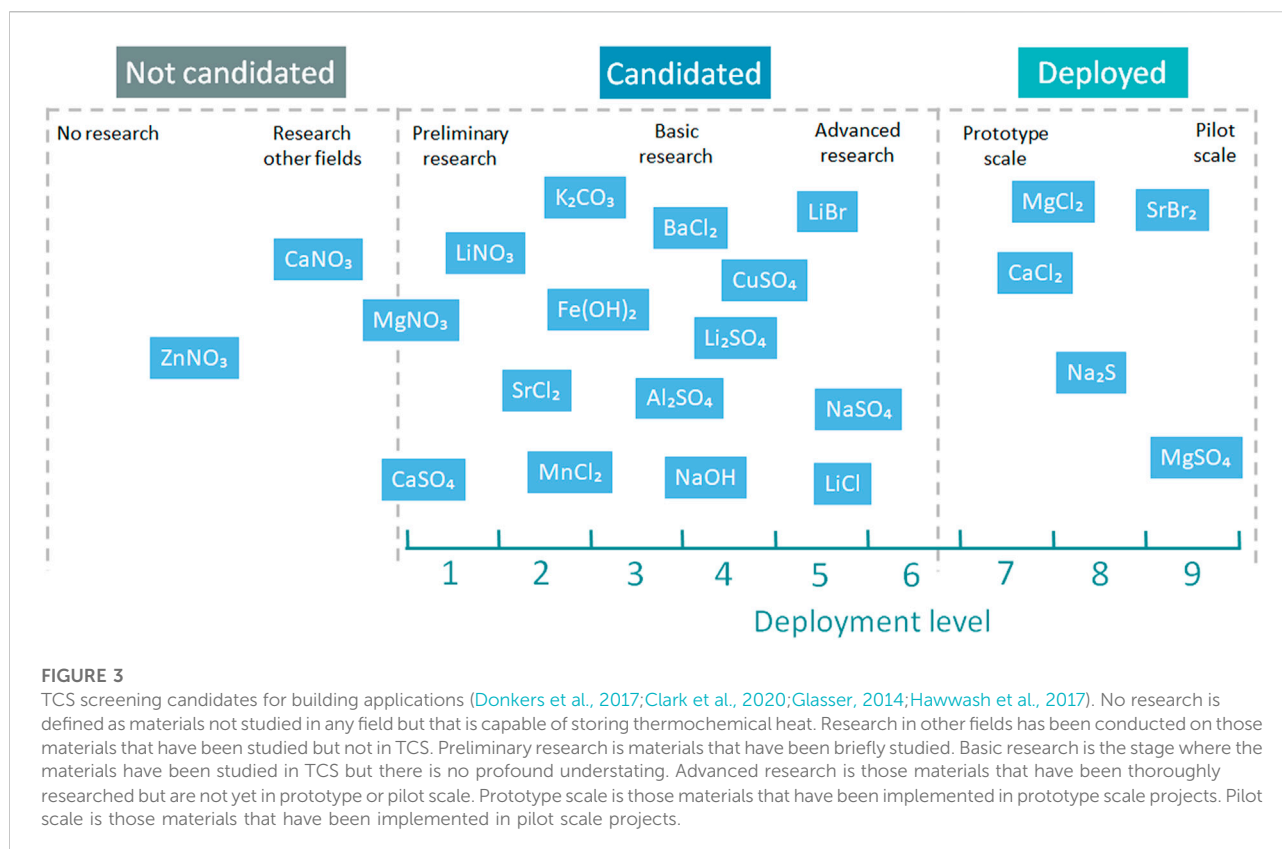 Not candidated
Candidated
Deployed
No research
Research
other fields
Preliminary
research
Basic
research
Advanced
research
Prototype
scale
Pilot
scale
K₂CO₃
MgCl₂
SrBr₂
LiBr
BaCl₂
LiNO₃
CaNO₃
CaCl₂
CuSO₄
Fe(OH)₂
MgNO₃
Li₂SO₄
ZnNO₃
Na₂S
SrCl₂
Al₂SO₄
NaSO₄
MgSO₄
CaSO₄
MnCl₂
NaOH
LiCl
1 2 3 4 5 6 7 8 9
Deployment level
FIGURE 3
TCS screening candidates for building applications (Donkers et al., 2017;Clark et al., 2020;Glasser, 2014;Hawwash et al., 2017). No research is
defined as materials not studied in any field but that is capable of storing thermochemical heat. Research in other fields has been conducted on those
materials that have been studied but not in TCS. Preliminary research is materials that have been briefly studied. Basic research is the stage where the
materials have been studied in TCS but there is no profound understating. Advanced research is those materials that have been thoroughly
researched but are not yet in prototype or pilot scale. Prototype scale is those materials that have been implemented in prototype scale projects. Pilot
scale is those materials that have been implemented in pilot scale projects.